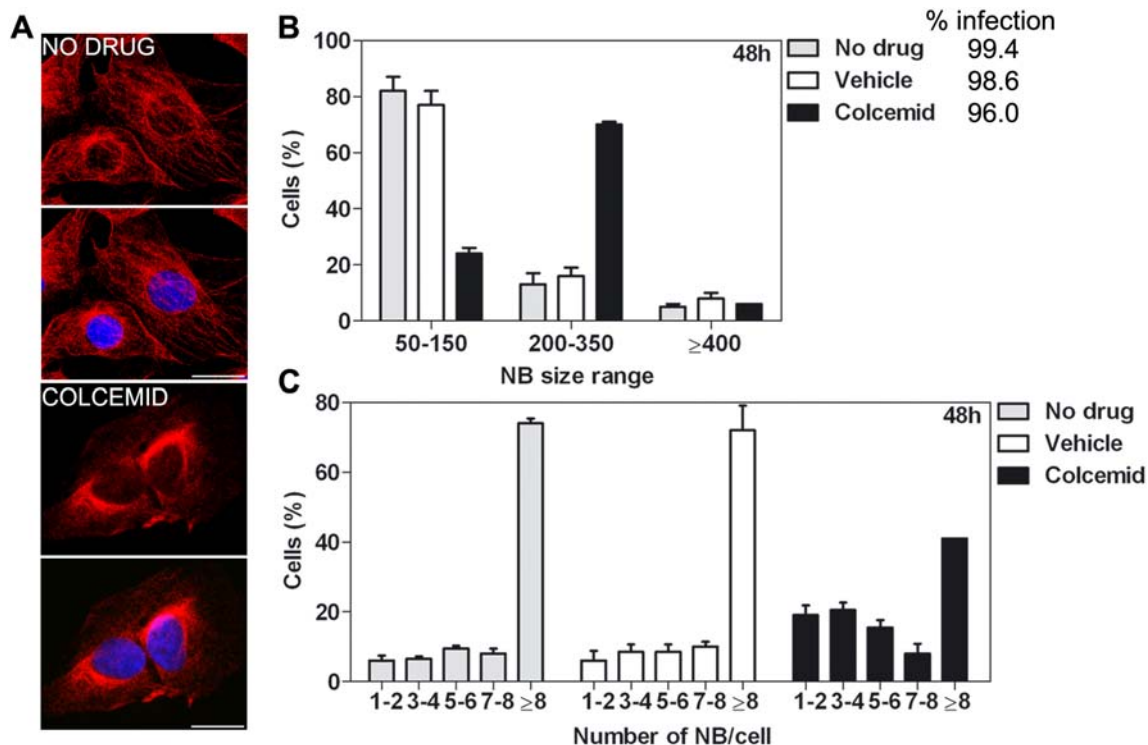 A
NO DRUG
COLCEMID
B
% infection
No drug 99.4
Vehicle 98.6
Colcemid 96.0
48h
Cells (%)
100
80
60
40
20
0
50-150 200-350 ≥400
NB size range
C
48h
No drug
Vehicle
Colcemid
Cells (%)
80
60
40
20
0
1-2 3-4 5-6 7-8 ≥8 1-2 3-4 5-6 7-8 ≥8 1-2 3-4 5-6 7-8 ≥8
Number of NB/cell